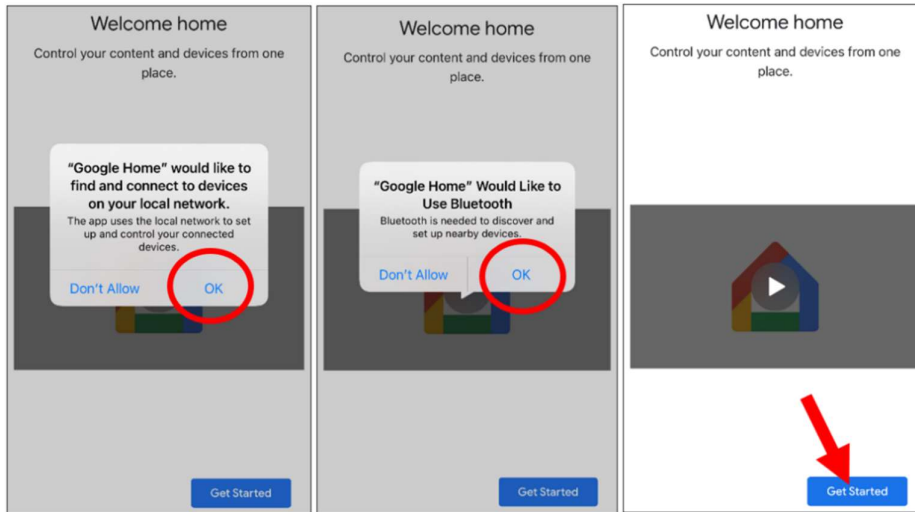 Welcome home
Control your content and devices from one
place.
"Google Home" would like to
find and connect to devices
on your local network.
The app uses the local network to set
up and control your connected
devices.
Don't Allow
OK
Get Started
Welcome home
Control your content and devices from one
place.
"Google Home" Would Like to
Use Bluetooth
Bluetooth is needed to discover and
set up nearby devices.
Don't Allow
OK
Get Started
Welcome home
Control your content and devices from one
place.
Get Started